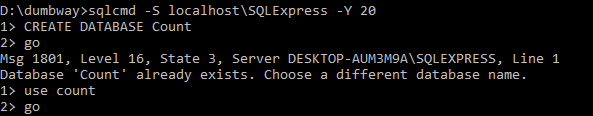 D:\dumbway>sqlcmd -S localhost\SQLExpress -Y 20
1> CREATE DATABASE Count
2> go
Msg 1801, Level 16, State 3, Server DESKTOP-AUM3M9A\SQLEXPRESS, Line 1
Database 'Count' already exists. Choose a different database name.
1> use count
2> go